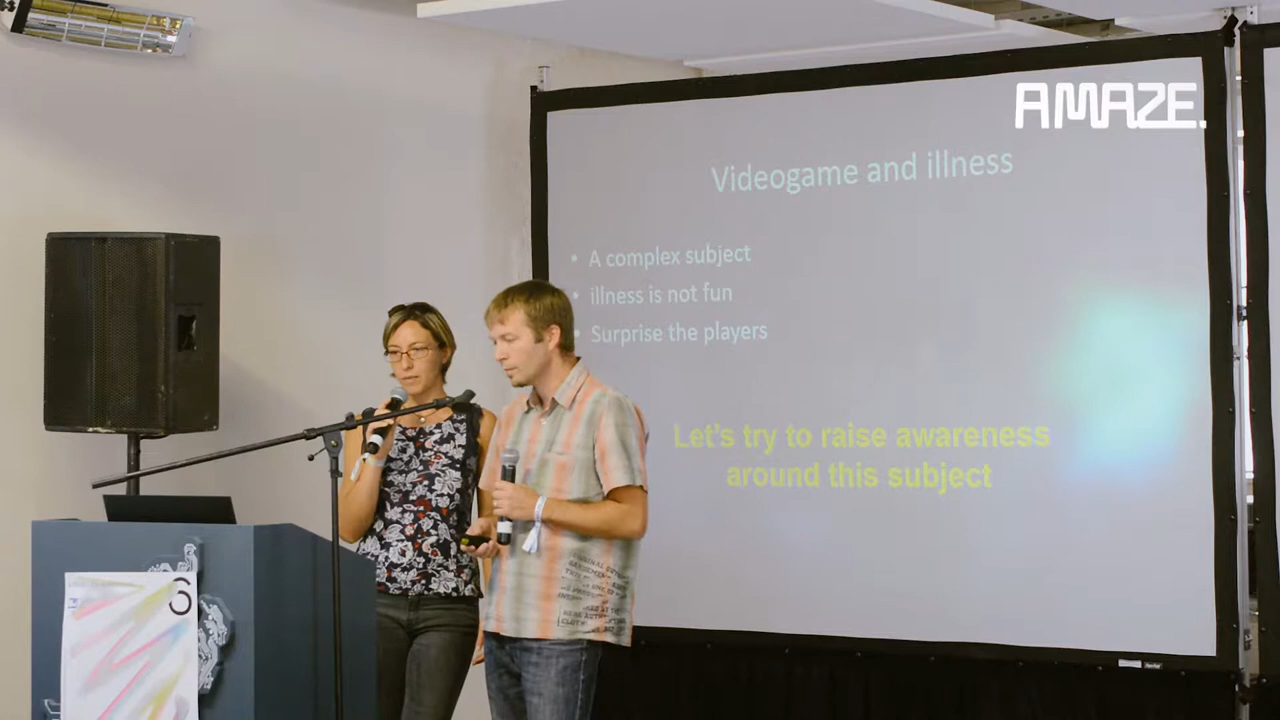 AMAZE.
Videogame and illness
• A complex subject
• illness is not fun
• Surprise the players
Let's try to raise awareness
around this subject
6